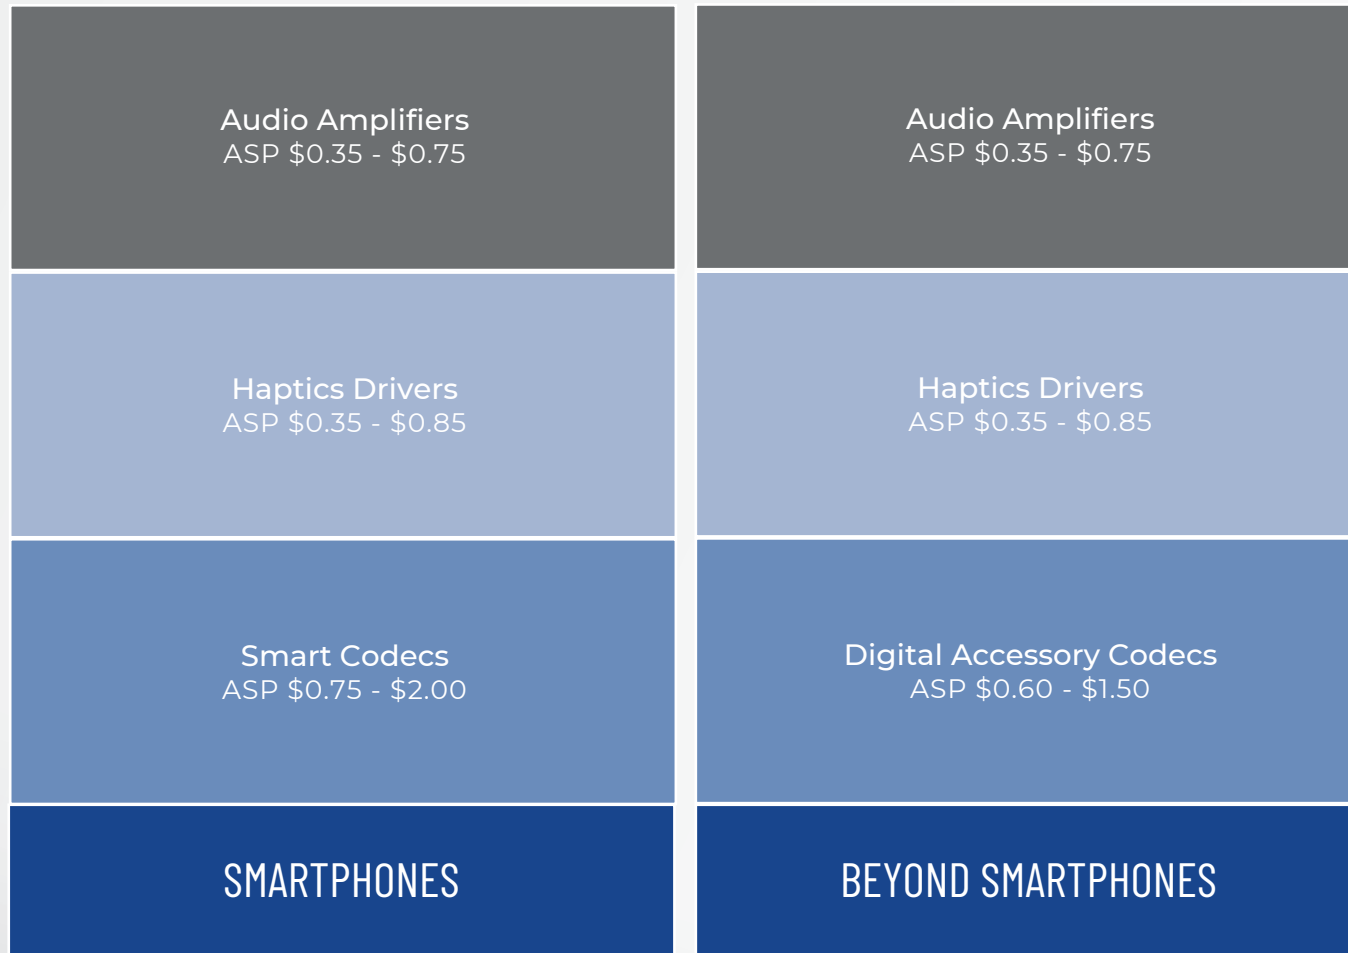 Audio Amplifiers
ASP $0.35 - $0.75
Haptics Drivers
ASP $0.35 - $0.85
Smart Codecs
ASP $0.75 - $2.00
SMARTPHONES
Audio Amplifiers
ASP $0.35 - $0.75
Haptics Drivers
ASP $0.35 - $0.85
Digital Accessory Codecs
ASP $0.60 - $1.50
BEYOND SMARTPHONES